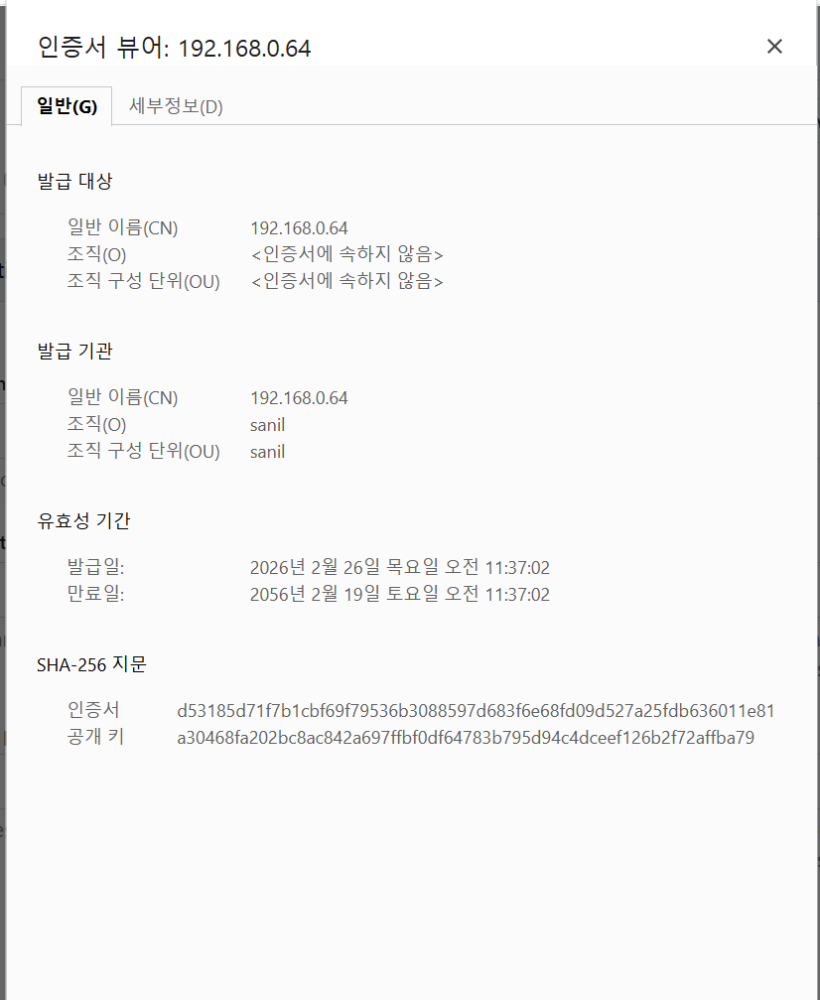 인증서 뷰어: 192.168.0.64
일반(G) 세부정보(D)
발급 대상
일반 이름(CN) 192.168.0.64
조직(O) <인증서에 속하지 않음>
조직 구성 단위(OU) <인증서에 속하지 않음>
발급 기관
일반 이름(CN) 192.168.0.64
조직(O) sanil
조직 구성 단위(OU) sanil
유효성 기간
발급일: 2026년 2월 26일 목요일 오전 11:37:02
만료일: 2056년 2월 19일 토요일 오전 11:37:02
SHA-256 지문
인증서 d53185d71f7b1cbf69f79536b3088597d683f6e68fd09d527a25fdb636011e81
공개 키 a30468fa202bc8ac842a697ffbf0df64783b795d94c4dceef126b2f72affba79